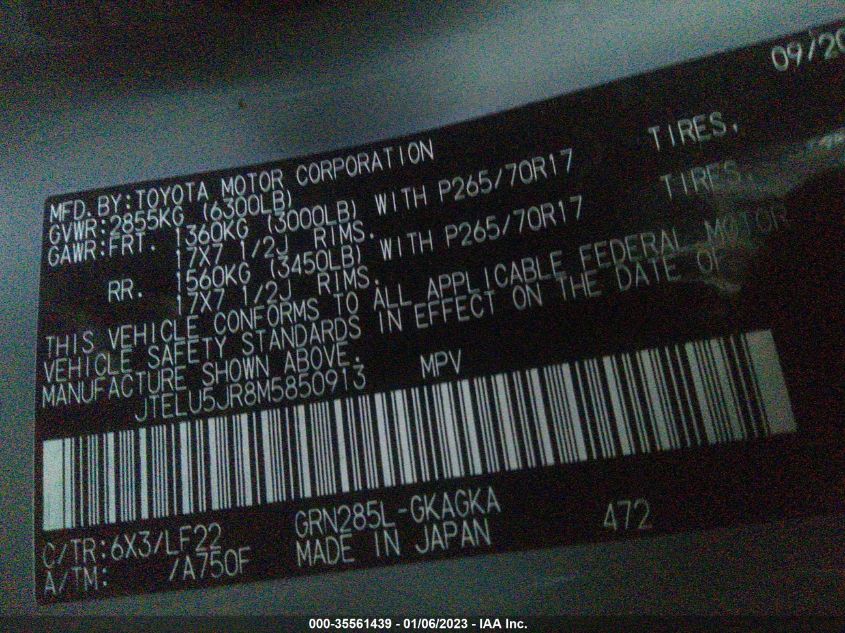 09/20
MFD.BY:TOYOTA MOTOR CORPORATION
GVWR:2855KG (6300LB)
GAWR:FRT. 1360KG (3000LB) WITH P265/70R17 TIRES,
17X7 1/2J RIMS.
RR. 1560KG (3450LB) WITH P265/70R17 TIRES,
17X7 1/2J RIMS.
THIS VEHICLE CONFORMS TO ALL APPLICABLE FEDERAL MOTOR
VEHICLE SAFETY STANDARDS IN EFFECT ON THE DATE OF
MANUFACTURE SHOWN ABOVE.
JTELU5JR8M5850913 MPV
C/TR:6X3/LF22 GRN285L-GKAGKA 472
A/TM: /A750F MADE IN JAPAN
000-35561439 - 01/06/2023 - IAA Inc.